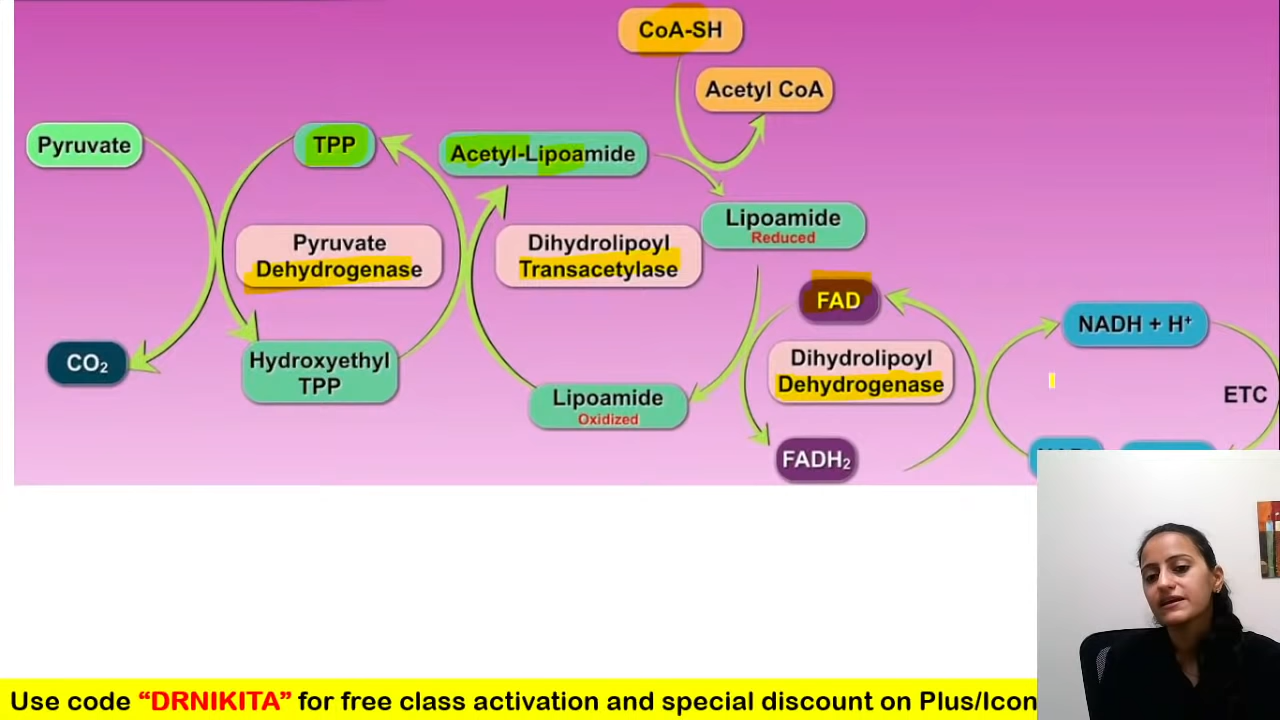 CoA-SH
Acetyl CoA
Pyruvate
TPP
Acetyl-Lipoamide
Lipoamide
Reduced
Pyruvate
Dehydrogenase
Dihydrolipoyl
Transacetylase
FAD
NADH + H⁺
CO₂
Hydroxyethyl
TPP
Lipoamide
Oxidized
Dihydrolipoyl
Dehydrogenase
ETC
FADH₂
Use code “DRNIKITA” for free class activation and special discount on Plus/Icon